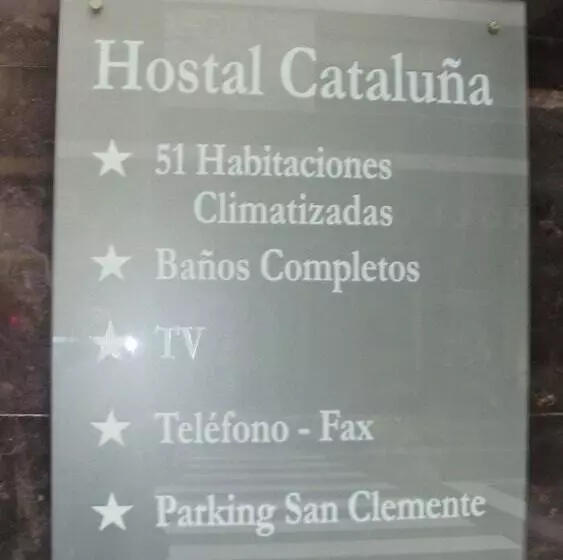 Hostal Cataluña
★ 51 Habitaciones
Climatizadas
★ Baños Completos
★ TV
★ Teléfono - Fax
★ Parking San Clemente